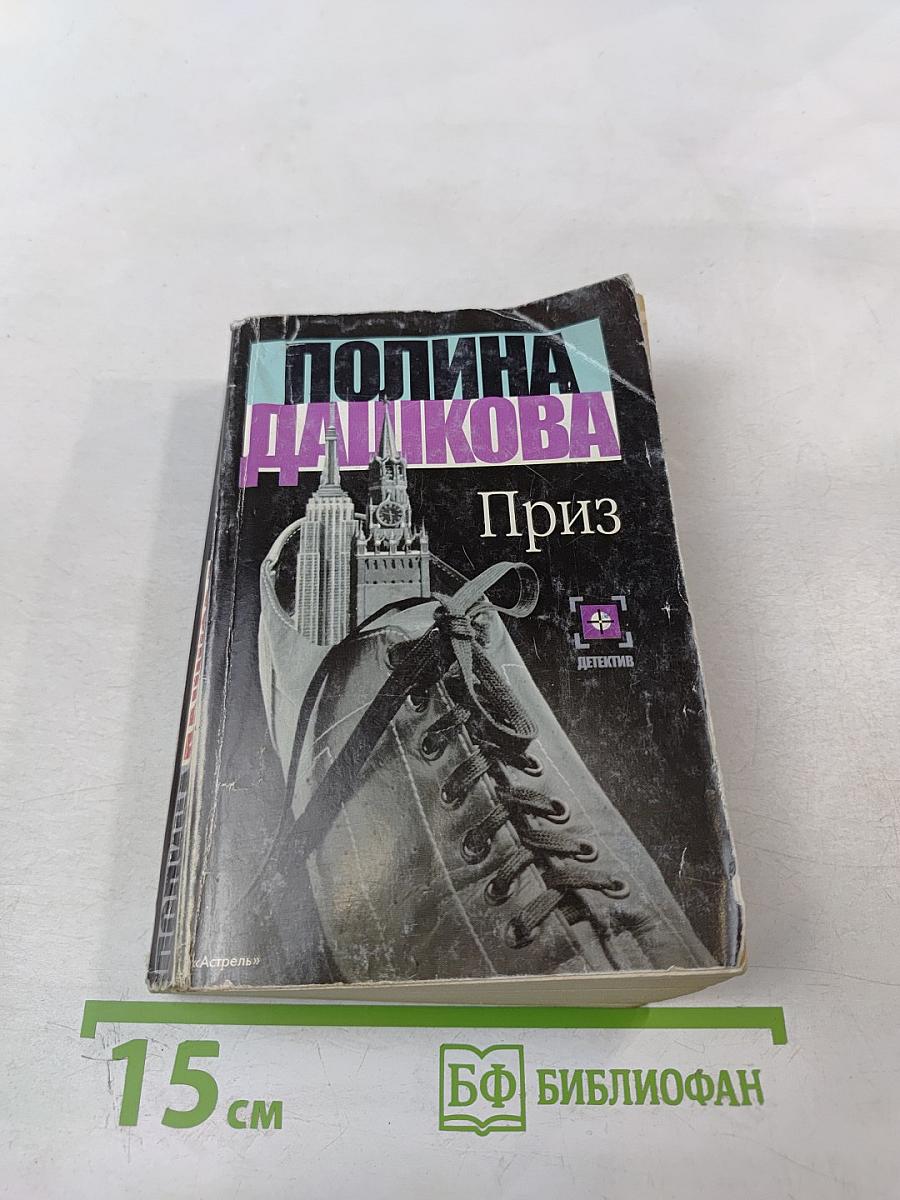 ПОЛИНА
ДАШКОВА
Приз
ДЕТЕКТИВ
«Астрель»
15 см
БФ БИБЛИОФАН